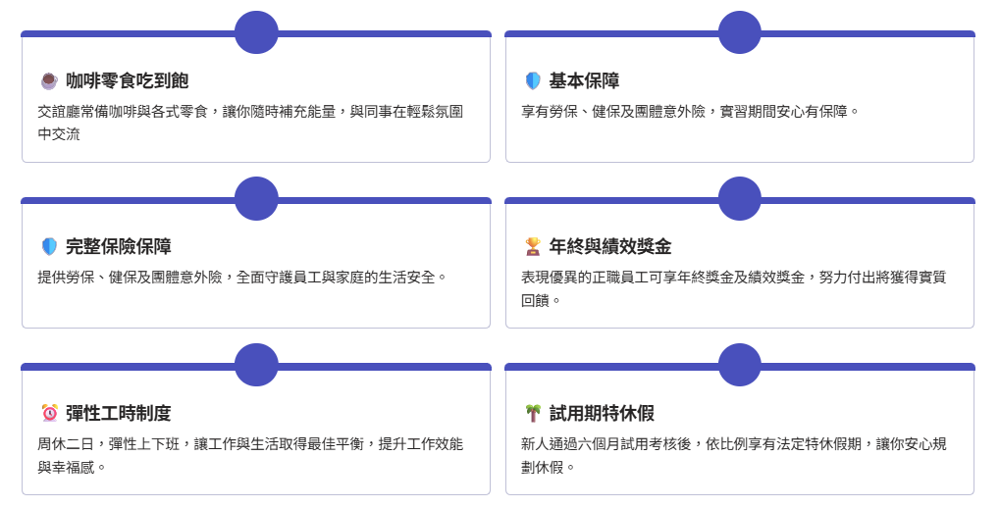 咖啡零食吃到飽
交誼廳常備咖啡與各式零食，讓你隨時補充能量，與同事在輕鬆氛圍
中交流
基本保障
享有勞保、健保及團體意外險，實習期間安心有保障。
完整保險保障
提供勞保、健保及團體意外險，全面守護員工與家庭的生活安全。
年終與績效獎金
表現優異的正職員工可享年終獎金及績效獎金，努力付出將獲得實質
回饋。
彈性工時制度
周休二日，彈性上下班，讓工作與生活取得最佳平衡，提升工作效能
與幸福感。
試用期特休假
新人通過六個月試用考核後，依比例享有法定特休假期，讓你安心規
劃休假。